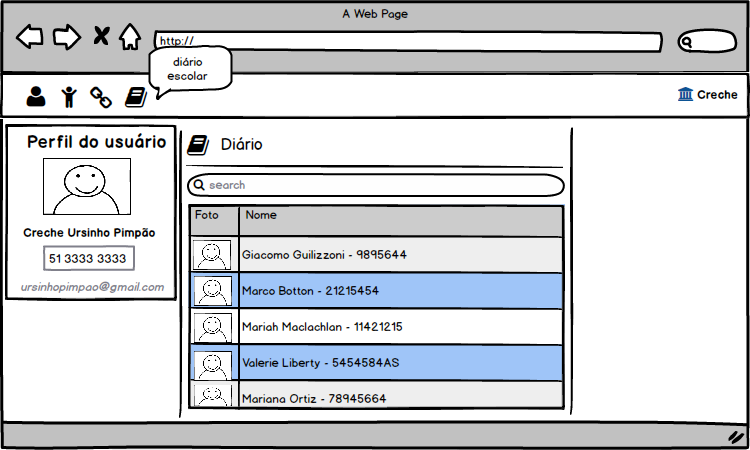 A Web Page
http://
diário
escolar
Creche
Perfil do usuário
Creche Ursinho Pimpão
51 3333 3333
ursinhopimpao@gmail.com
Diário
search
Foto Nome
Giacomo Guilizzoni - 9895644
Marco Botton - 21215454
Mariah Maclachlan - 11421215
Valerie Liberty - 5454584AS
Mariana Ortiz - 78945664